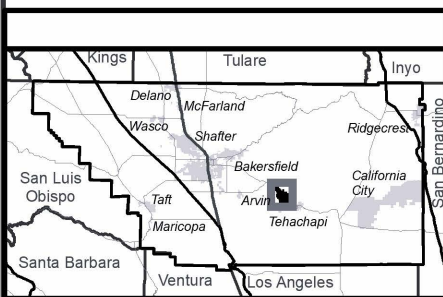 Kings
Tulare
Inyo
Delano
McFarland
Wasco
Shafter
Ridgecrest
San Bernardino
Bakersfield
California
City
San Luis
Obispo
Taft
Arvin
Maricopa
Tehachapi
Santa Barbara
Ventura
Los Angeles